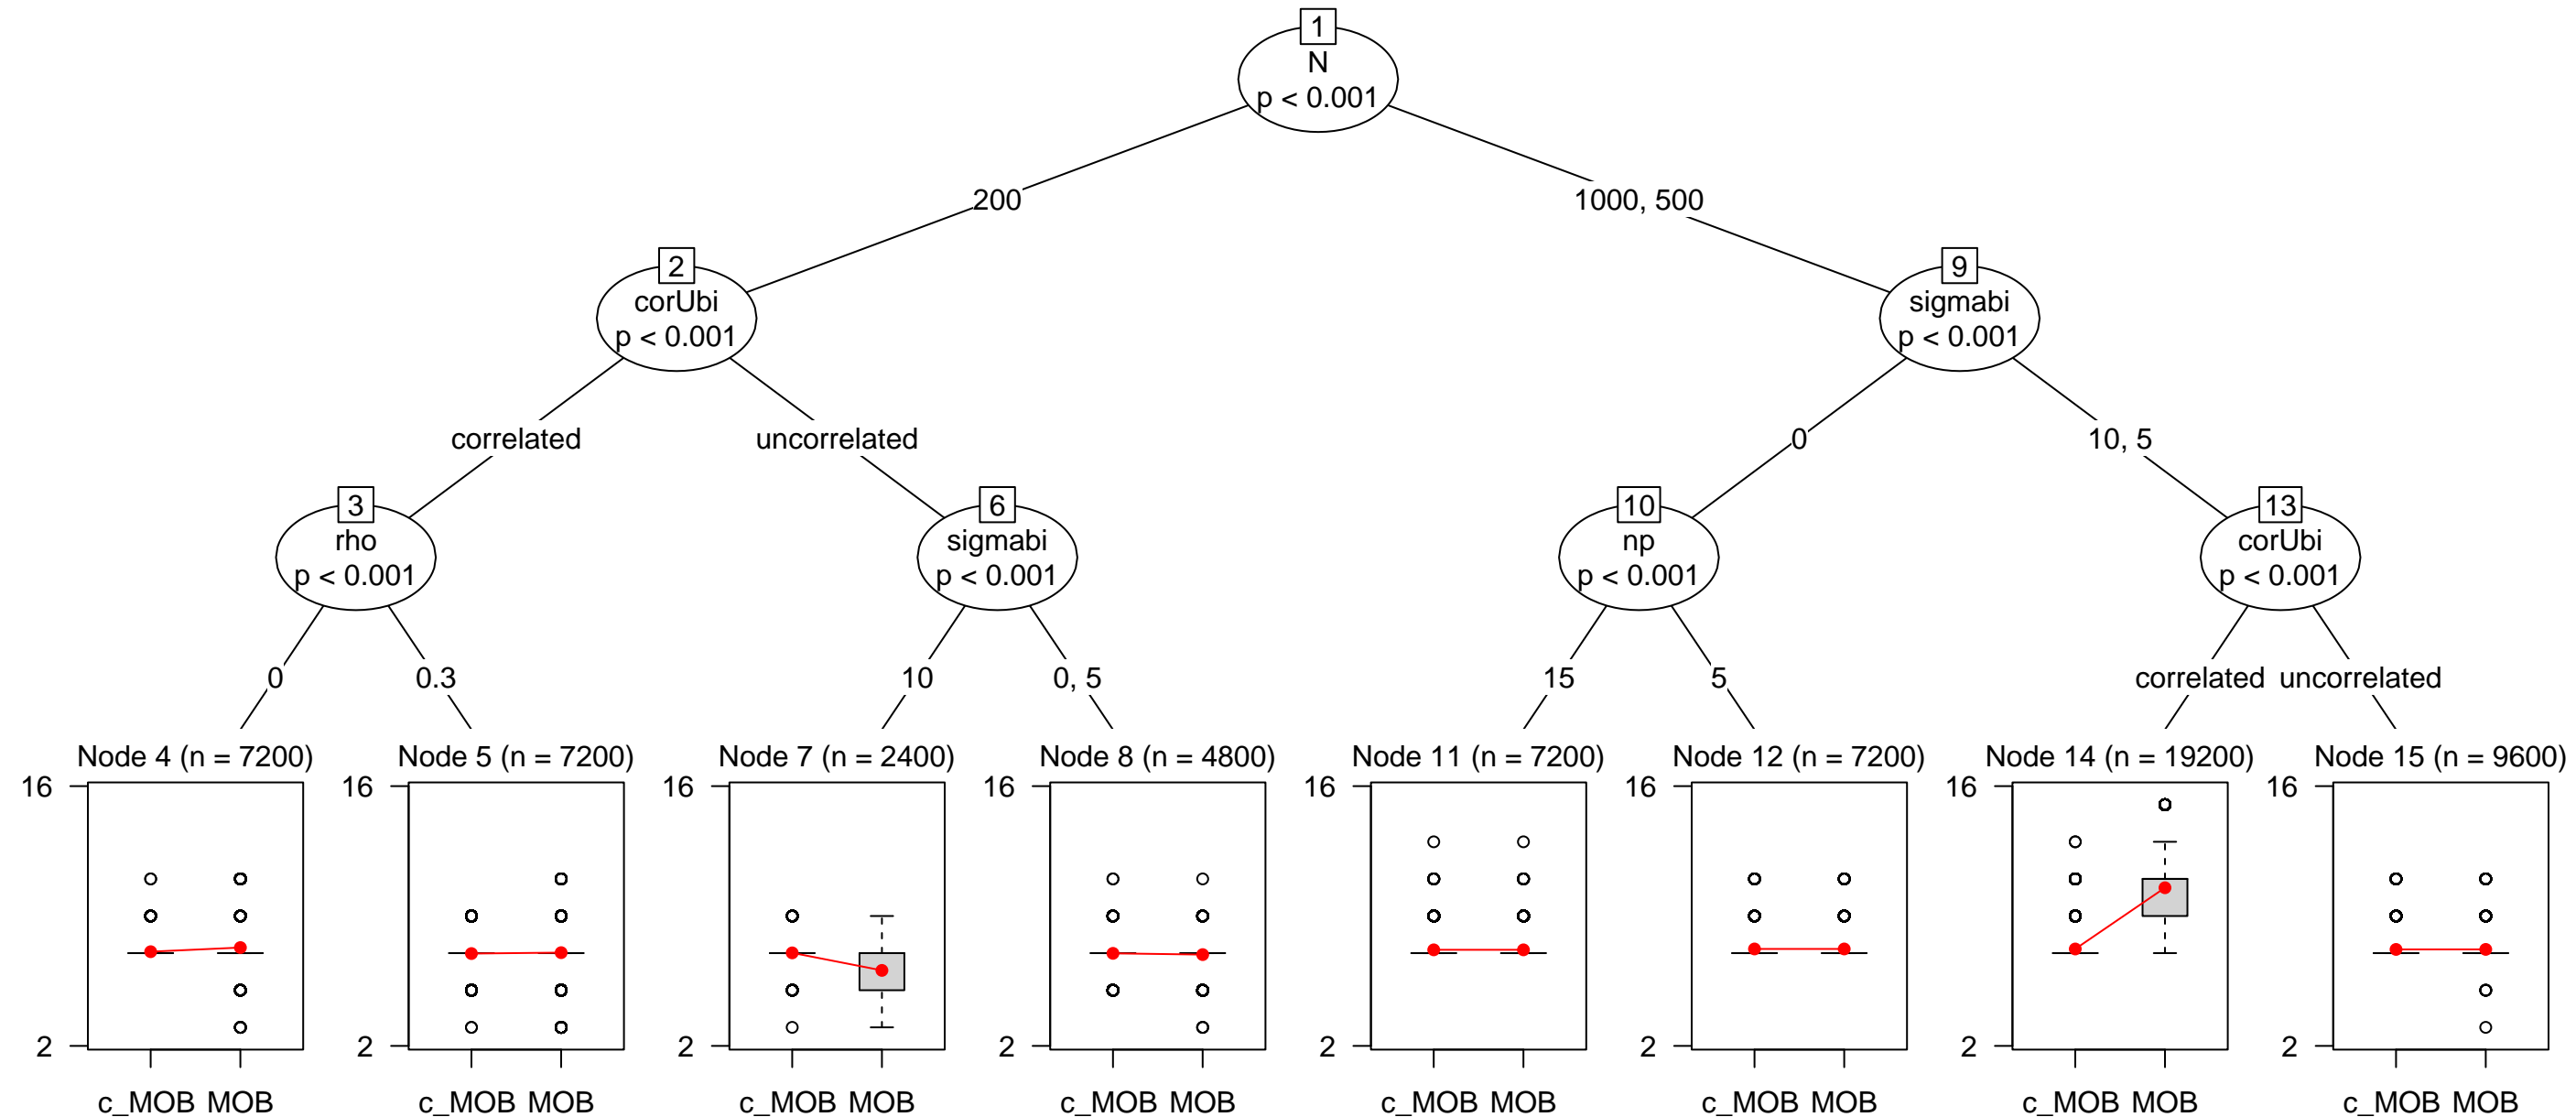 1
N
p < 0.001
200
1000, 500
2
corUbi
p < 0.001
9
sigmabi
p < 0.001
correlated
uncorrelated
0
10, 5
3
rho
p < 0.001
6
sigmabi
p < 0.001
10
np
p < 0.001
13
corUbi
p < 0.001
0
0.3
10
0, 5
15
5
correlated
uncorrelated
Node 4 (n = 7200)
16
2
c_MOB MOB
Node 5 (n = 7200)
16
2
c_MOB MOB
Node 7 (n = 2400)
16
2
c_MOB MOB
Node 8 (n = 4800)
16
2
c_MOB MOB
Node 11 (n = 7200)
16
2
c_MOB MOB
Node 12 (n = 7200)
16
2
c_MOB MOB
Node 14 (n = 19200)
16
2
c_MOB MOB
Node 15 (n = 9600)
16
2
c_MOB MOB